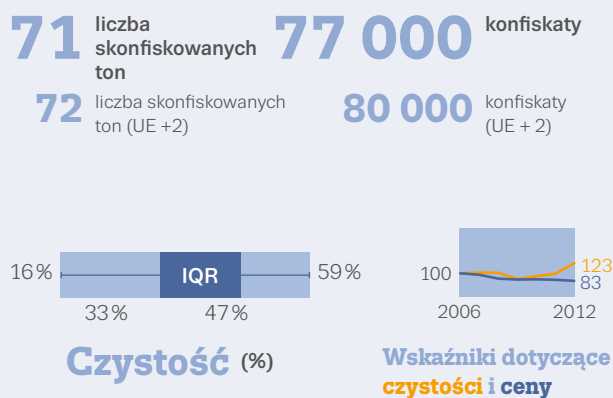 71 liczba
skonfiskowanych
ton
77 000 konfiskaty
72 liczba skonfiskowanych
ton (UE +2)
80 000 konfiskaty
(UE + 2)
16 % IQR 59 %
33 % 47 %
Czystość (%)
100
123
83
2006 2012
Wskaźniki dotyczące
czystości i ceny